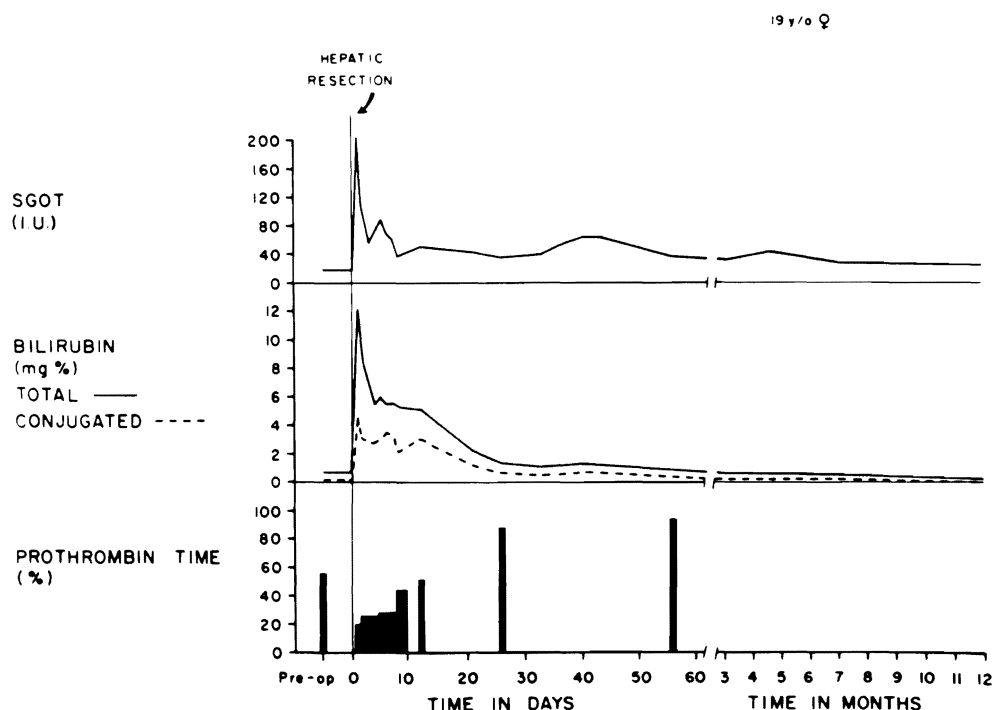 19 y/o ♀
HEPATIC
RESECTION
SGOT
(I.U.)
200
160
120
80
40
0
BILIRUBIN
(mg %)
TOTAL
CONJUGATED
12
10
8
6
4
2
0
PROTHROMBIN TIME
(%)
100
80
60
40
20
0
Pre-op 0 10 20 30 40 50 60 3 4 5 6 7 8 9 10 11 12
TIME IN DAYS TIME IN MONTHS